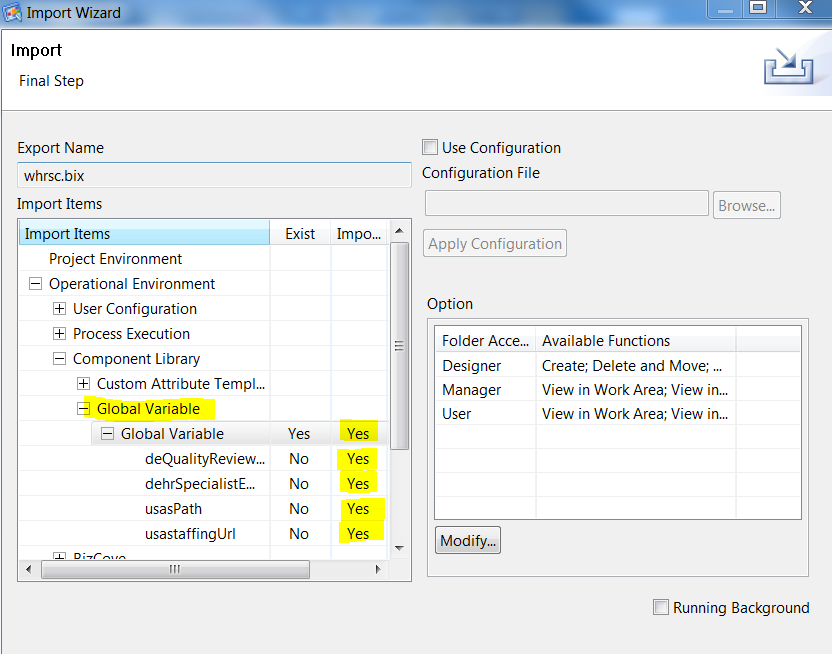 Import Wizard
Import
Final Step
Export Name
whrsc.bix
Import Items
Import Items Exist Impo...
Project Environment
Operational Environment
User Configuration
Process Execution
Component Library
Custom Attribute Templ...
Global Variable
Global Variable Yes Yes
deQualityReview... No Yes
dehrSpecialistE... No Yes
usasPath No Yes
usastaffingUrl No Yes
BizCove
Use Configuration
Configuration File
Browse...
Apply Configuration
Option
Folder Acce... Available Functions
Designer Create; Delete and Move; ...
Manager View in Work Area; View in...
User View in Work Area; View in...
Modify...
Running Background